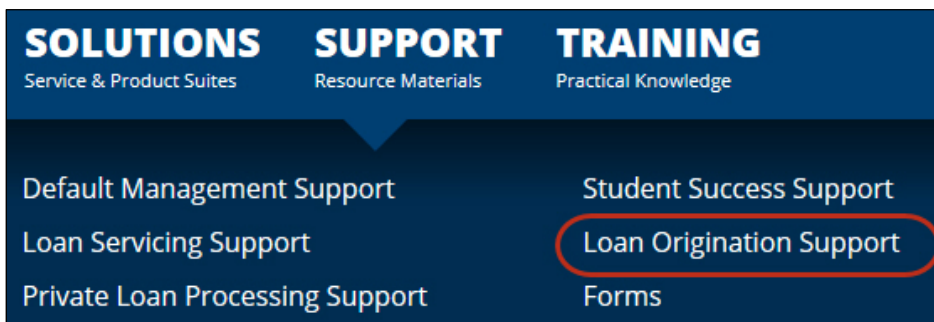 SOLUTIONS SUPPORT TRAINING
Service & Product Suites Resource Materials Practical Knowledge
Default Management Support Student Success Support
Loan Servicing Support Loan Origination Support
Private Loan Processing Support Forms